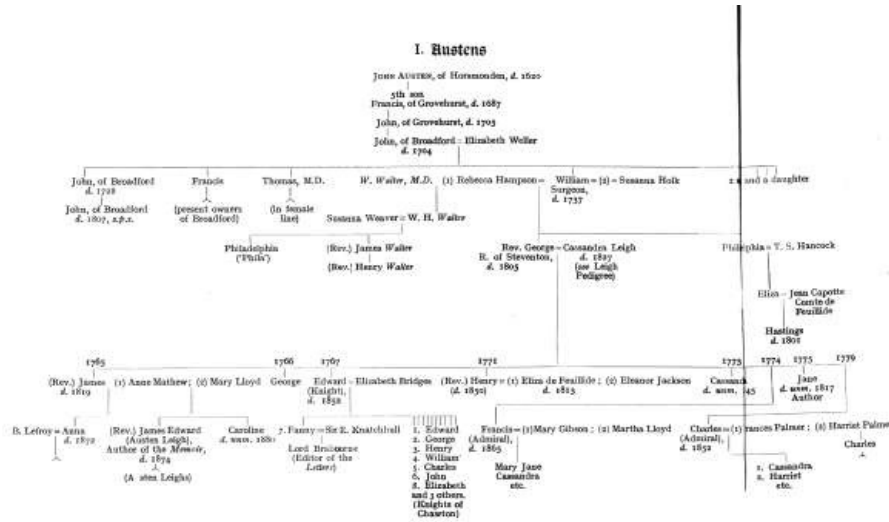 I. Austens
JOHN AUSTEN, of Horsmonden, d. 1620
5th son
Francis, of Grovehurst, d. 1687
John, of Grovehurst, d. 1705
John, of Broadford = Elizabeth Weller
d. 1704
John, of Broadford
d. 1728
John, of Broadford
d. 1807, s.p.s.
Francis
(present owners
of Broadford)
Thomas, M.D.
(in female
line)
W. Walter, M.D. (1) Rebecca Hampson = William = (2) = Susanna Holk
Surgeon,
d. 1737
and a daughter
Susanna Weaver = W. H. Walter
Philadelphia
('Phila')
(Rev.) James Walter
(Rev.) Henry Walter
Rev. George = Cassandra Leigh
R. of Steventon,
d. 1805
d. 1827
(see Leigh
Pedigree)
= T. S. Hancock
Eliza = Jean Capotte
Comte de
Feuillide
Hastings
d. 1801
1765 1766 1767 1771 1773 1774 1775 1779
(Rev.) James = (1) Anne Mathew; (2) Mary Lloyd
d. 1819
George
Edward = Elizabeth Bridges
(Knight),
d. 1852
(Rev.) Henry = (1) Eliza de Feuillide; (2) Eleanor Jackson
(d. 1850) d. 1813
d. unm. 45
Jane
d. unm. 1817
Author
B. Lefroy = Anna
d. 1872
(Rev.) James Edward
(Austen Leigh),
Author of the Memoir,
d. 1874
(A sten Leighs)
Caroline
d. unm. 1880
7. Fanny = Sir E. Knatchbull
Lord Brabourne
(Editor of the
Letters)
1. Edward
2. George
3. Henry
4. William
5. Charles
6. John
8. Elizabeth
and 3 others.
(Knights of
Chawton)
Francis = (1) Mary Gibson; (2) Martha Lloyd
(Admiral),
d. 1865
Mary Jane
Cassandra
etc.
Charles = (1) Frances Palmer; (2) Harriet Palme
(Admiral),
d. 1852
Charles
1. Cassandra
2. Harriet
etc.